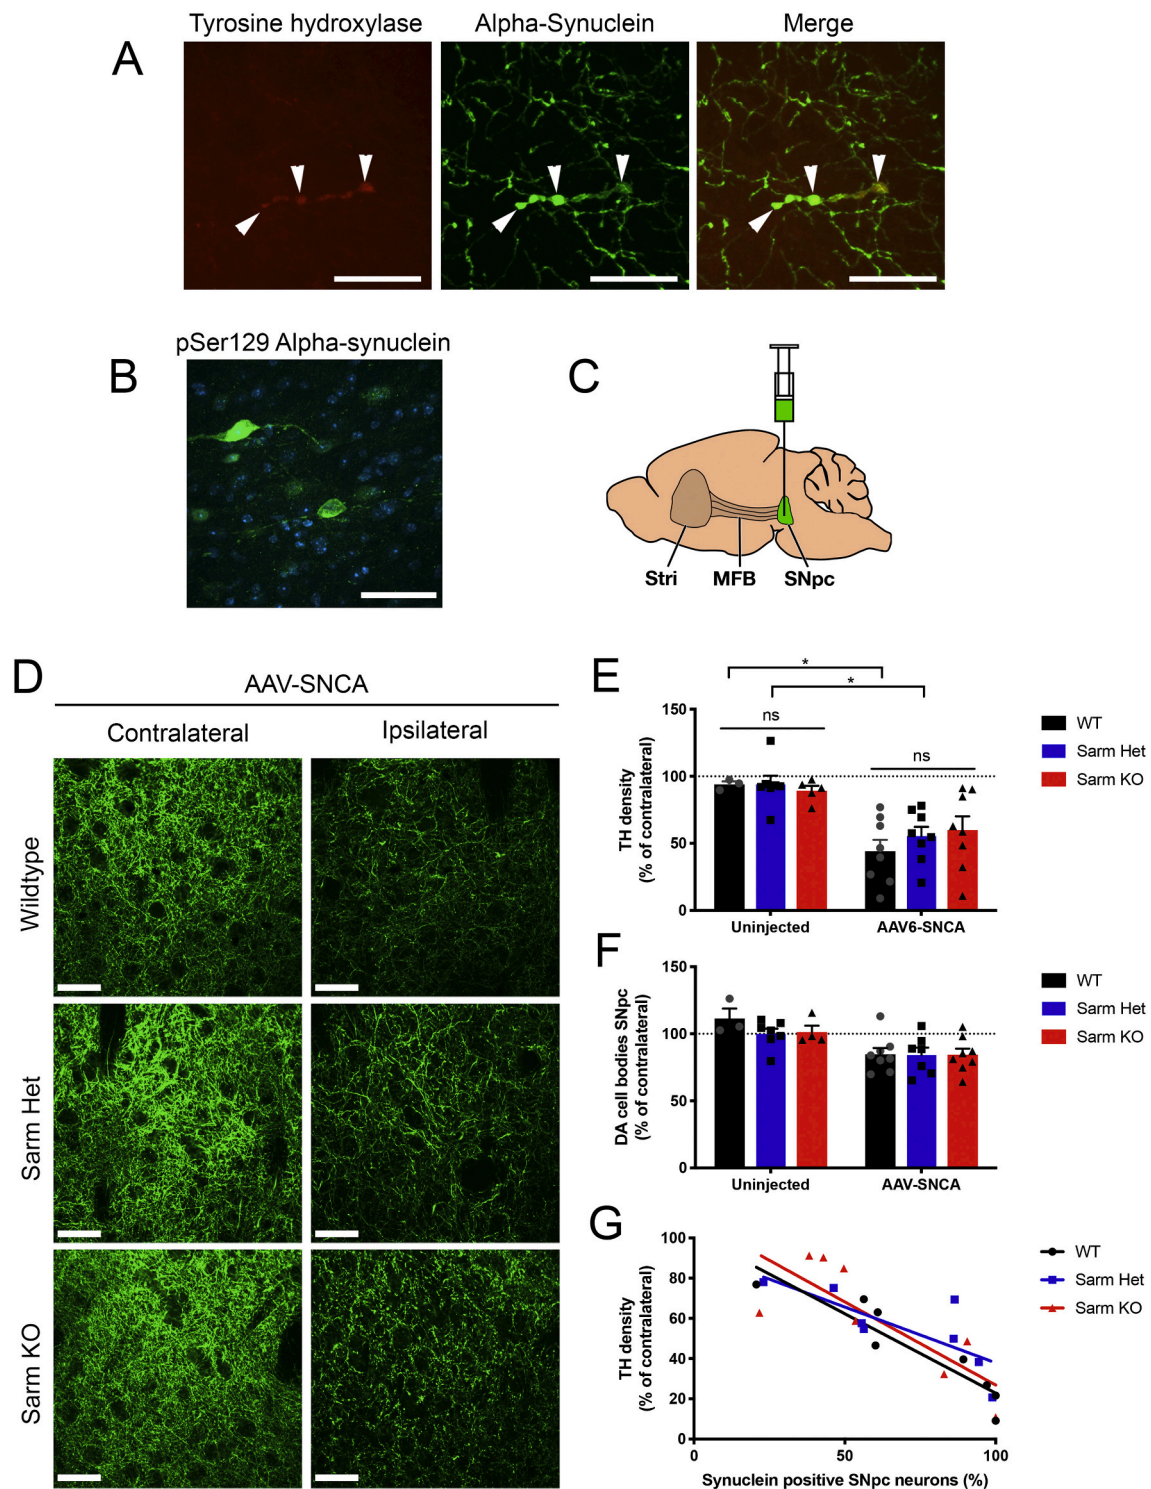 Tyrosine hydroxylase
Alpha-Synuclein
Merge
A
pSer129 Alpha-synuclein
B
C
Stri
MFB
SNpc
D
AAV-SNCA
Contralateral
Ipsilateral
Wildtype
Sarm Het
Sarm KO
E
*
*
ns
ns
150
100
50
0
TH density
(% of contralateral)
Uninjected
AAV6-SNCA
WT
Sarm Het
Sarm KO
F
150
100
50
0
DA cell bodies SNpc
(% of contralateral)
Uninjected
AAV-SNCA
WT
Sarm Het
Sarm KO
G
100
80
60
40
20
0
TH density
(% of contralateral)
0
50
100
Synuclein positive SNpc neurons (%)
WT
Sarm Het
Sarm KO